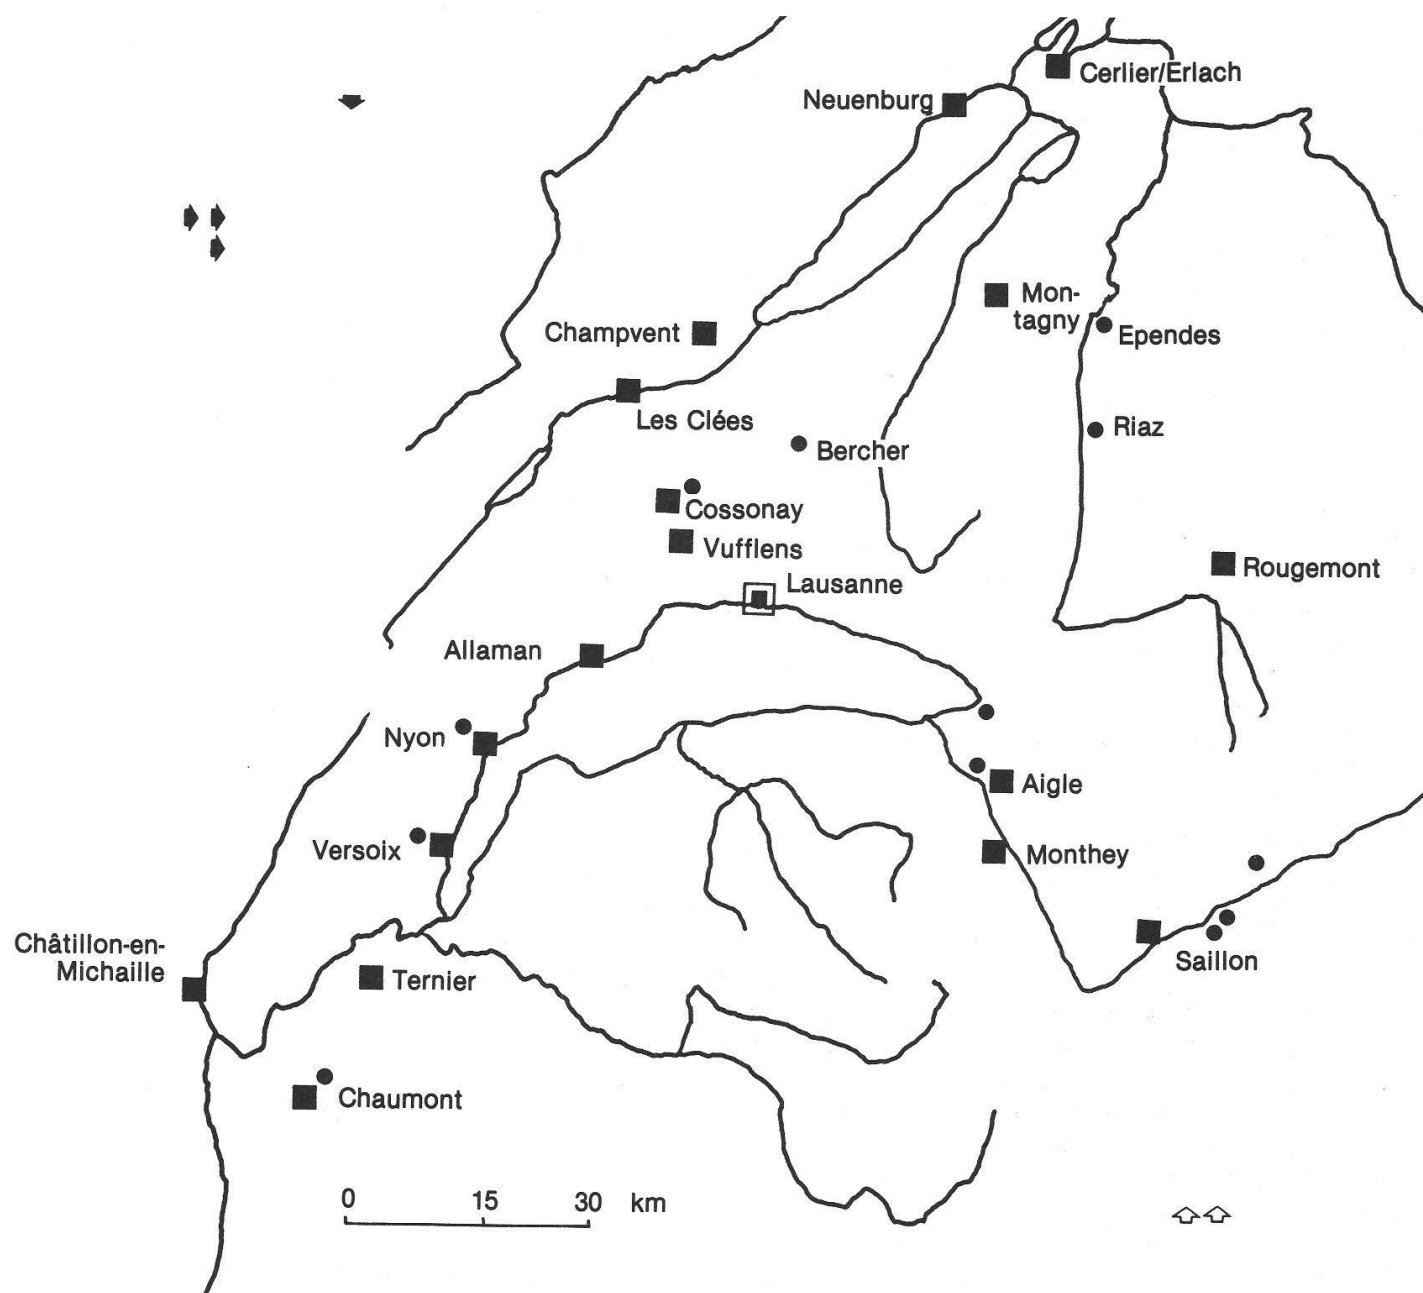 Cerlier/Erlach
Neuenburg
Mon-
tagny
Champvent
Ependes
Les Clées
Riaz
Bercher
Cossonay
Vufflens
Rougemont
Lausanne
Allaman
Nyon
Aigle
Versoix
Monthey
Châtillon-en-
Michaille
Saillon
Ternier
Chaumont
0 15 30 km